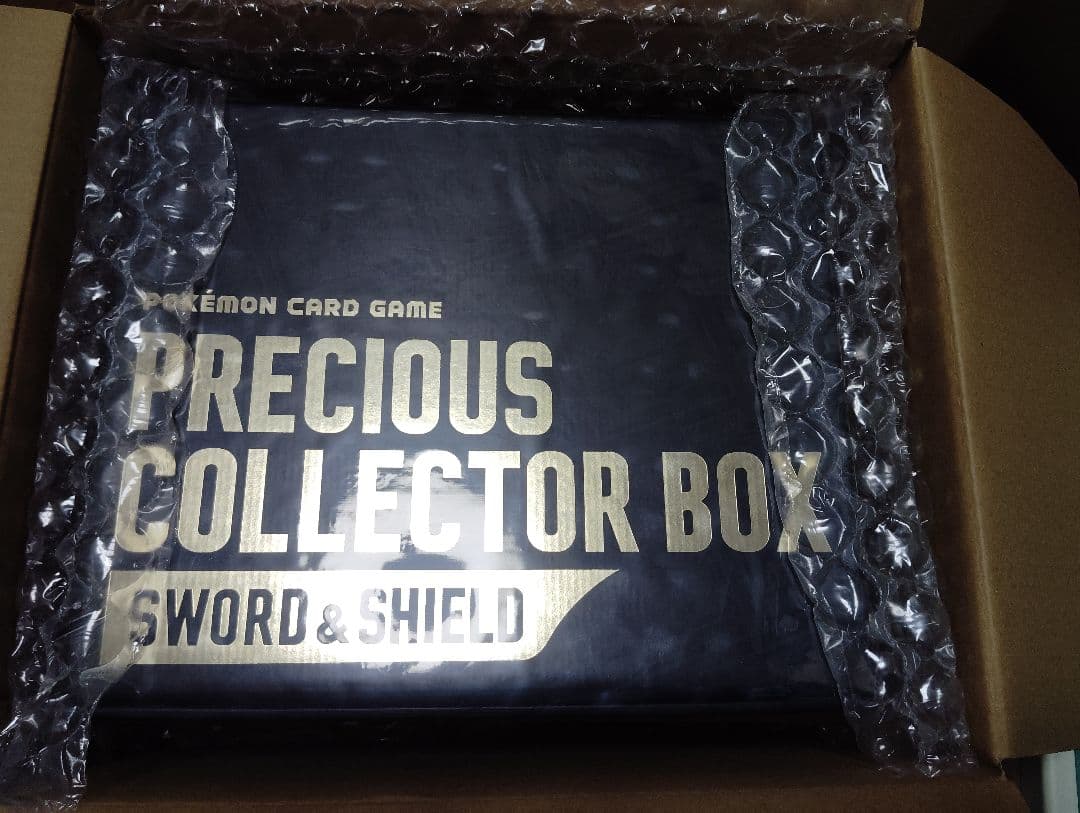 POKÉMON CARD GAME
PRECIOUS
COLLECTOR BOX
SWORD & SHIELD